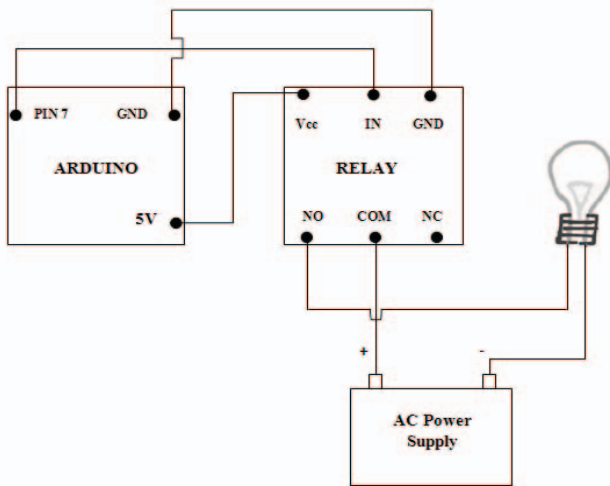 PIN 7 GND
ARDUINO
5V
Vcc IN GND
RELAY
NO COM NC
+ -
AC Power
Supply